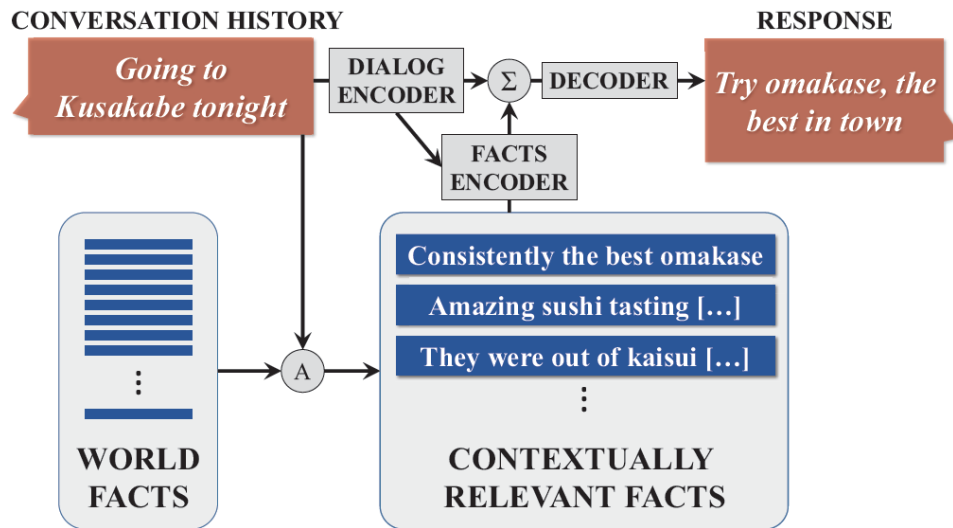 CONVERSATION HISTORY
Going to
Kusakabe tonight
DIALOG
ENCODER
Σ
DECODER
RESPONSE
Try omakase, the
best in town
FACTS
ENCODER
A
WORLD
FACTS
Consistently the best omakase
Amazing sushi tasting […]
They were out of kaisui […]
CONTEXTUALLY
RELEVANT FACTS